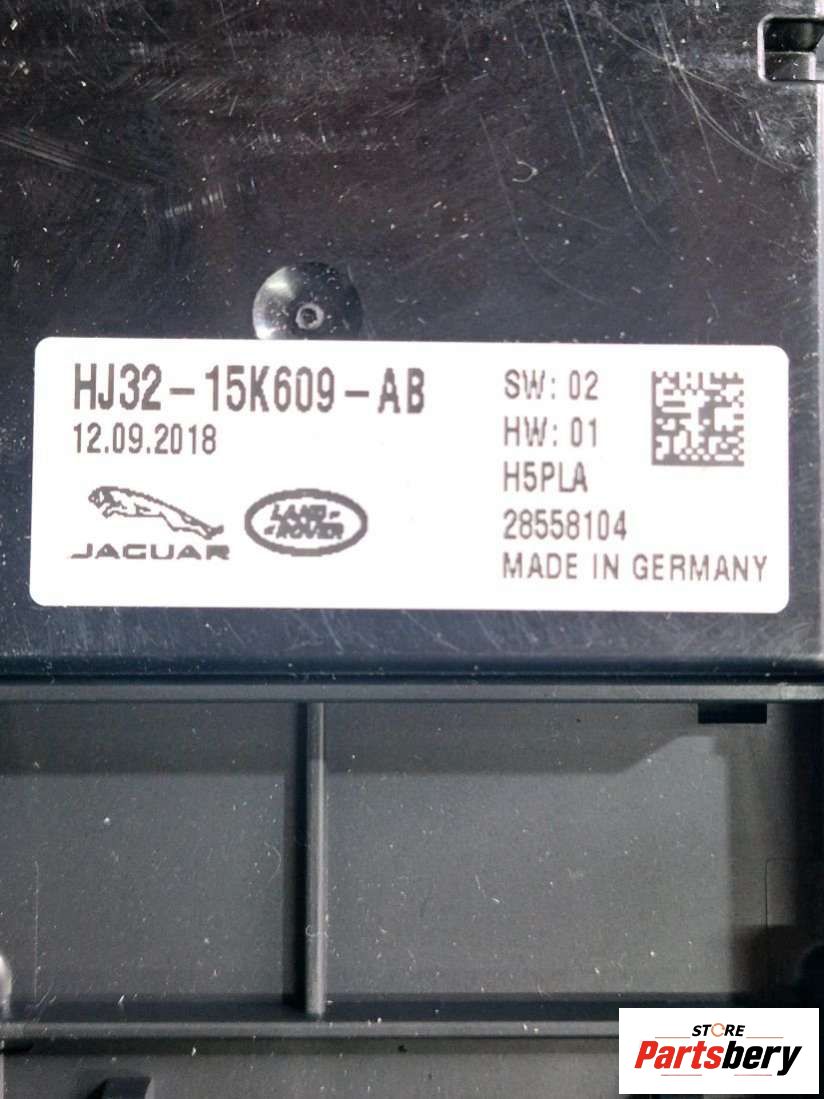 HJ32-15K609-AB
12.09.2018
JAGUAR
LAND
ROVER
SW: 02
HW: 01
H5PLA
28558104
MADE IN GERMANY
STORE
Partsbery